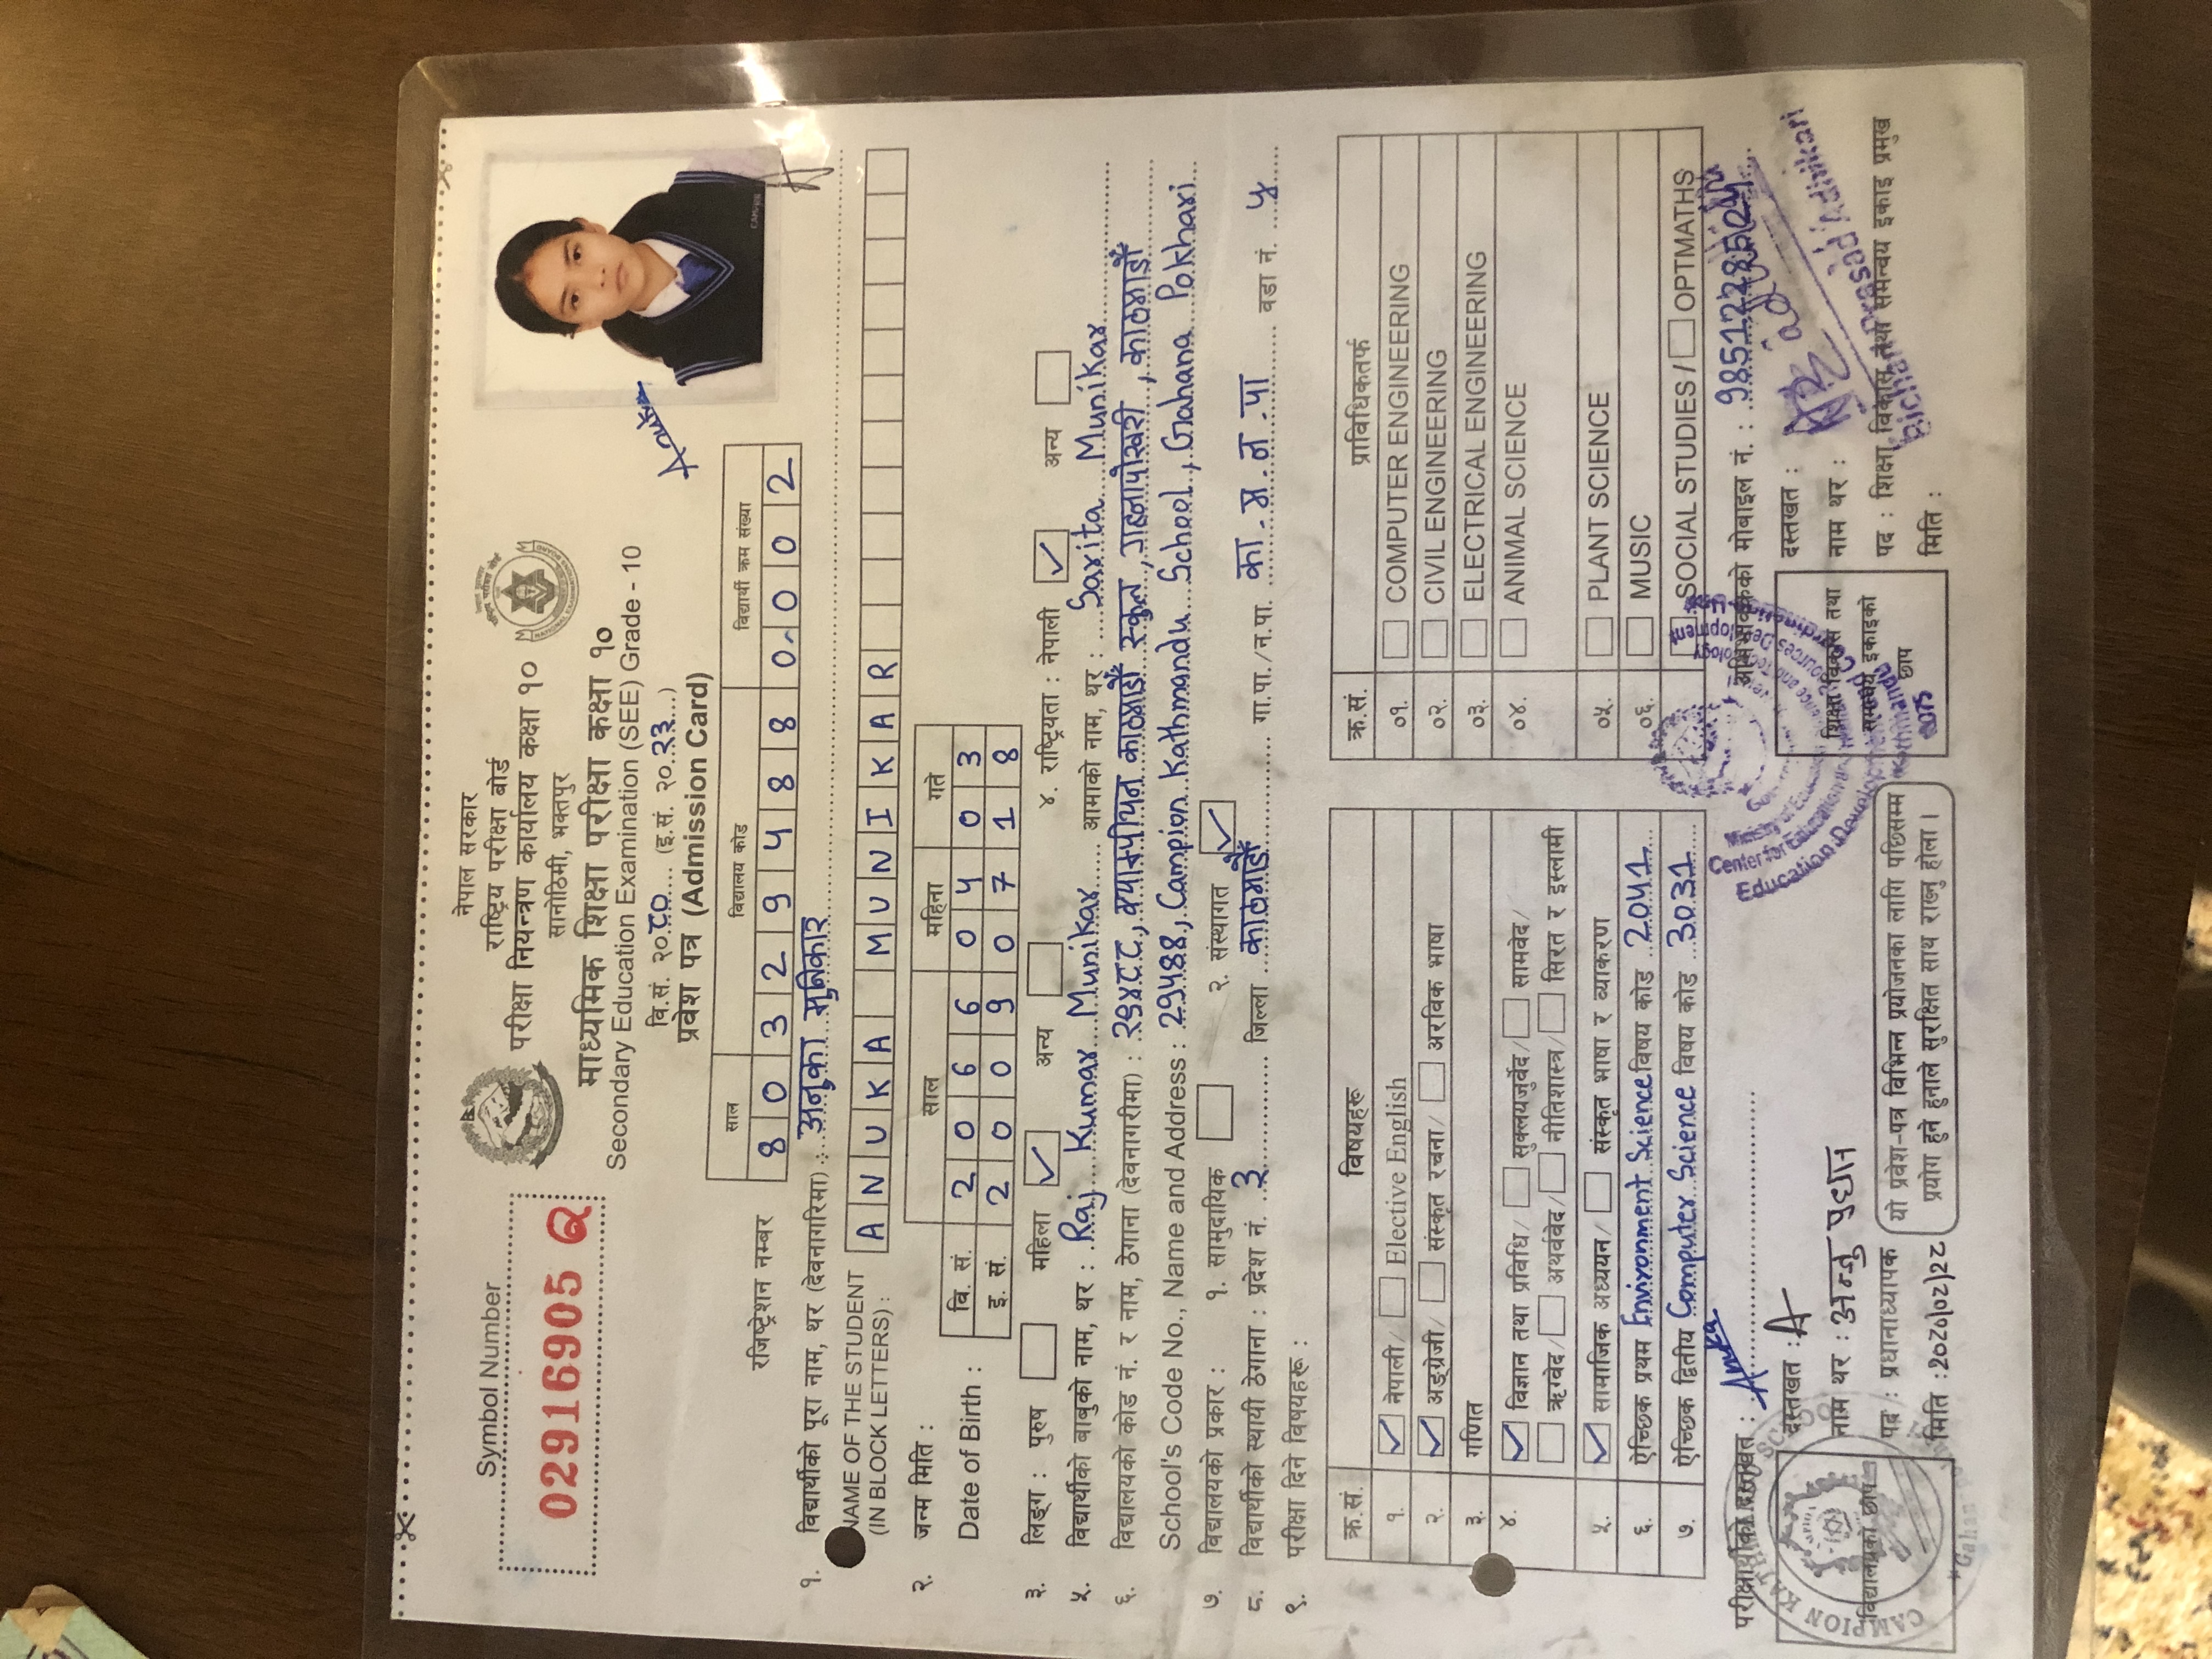 Symbol Number
02916905 R
नेपाल सरकार
राष्ट्रिय परीक्षा बोर्ड
परीक्षा नियन्त्रण कार्यालय कक्षा १०
सानोठिमी, भक्तपुर
माध्यमिक शिक्षा परीक्षा कक्षा १०
Secondary Education Examination (SEE) Grade - 10
वि.सं. २०८० (इ.सं. २०२३)
प्रवेश पत्र (Admission Card)
साल विद्यालय कोड विद्यार्थी क्रम संख्या
रजिष्ट्रेशन नम्बर 8 0 3 2 9 4 8 8 0 0 0 0 2
१. विद्यार्थीको पूरा नाम, थर (देवनागरिमा) : अनुका मुनिकार
NAME OF THE STUDENT
(IN BLOCK LETTERS) : ANUKA MUNIKAR
२. जन्म मिति : साल महिना गते
वि. सं. 2 0 6 6 0 4 0 3
Date of Birth : इ. सं. 2 0 0 9 0 7 1 8
३. लिङ्ग : पुरुष महिला ✓ अन्य ४. राष्ट्रियता : नेपाली ✓ अन्य
५. विद्यार्थीको बाबुको नाम, थर : Raj Kumar Munikar आमाको नाम, थर : Sarita Munikar
६. विद्यालयको कोड नं. र नाम, ठेगाना (देवनागरीमा) : २९४८८, क्याम्पीयन काठमाडौँ स्कुल, गहनापोखरी, काठमाडौँ
School's Code No., Name and Address : 29488, Campion Kathmandu School, Gahana Pokhari
७. विद्यालयको प्रकार : १. सामुदायिक २. संस्थागत ✓
८. विद्यार्थीको स्थायी ठेगाना : प्रदेश नं. ३ जिल्ला काठमाडौँ गा.पा./न.पा. का.म.न.पा वडा नं. ५
९. परीक्षा दिने विषयहरू :
क्र.सं. विषयहरू
१. ✓ नेपाली/ Elective English
२. ✓ अङ्ग्रेजी/ संस्कृत रचना/ अरबिक भाषा
३. गणित
४. ✓ विज्ञान तथा प्रविधि/ सुक्लयजुर्वेद/ सामवेद/
ऋग्वेद/ अथर्ववेद/ नीतिशास्त्र/ सिरत र इस्लामी
५. ✓ सामाजिक अध्ययन/ संस्कृत भाषा र व्याकरण
६. ऐच्छिक प्रथम Environment Science विषय कोड 2041
७. ऐच्छिक द्वितीय Computer Science विषय कोड 3031
क्र.सं. प्राविधिकतर्फ
०१. COMPUTER ENGINEERING
०२. CIVIL ENGINEERING
०३. ELECTRICAL ENGINEERING
०४. ANIMAL SCIENCE
०५. PLANT SCIENCE
०६. MUSIC
SOCIAL STUDIES / OPTMATHS
परीक्षार्थीको दस्तखत : Anuka
अभिभावकको मोबाइल नं. :
दस्तखत :
नाम थर : अन्जु प्रधान
पद : प्रधानाध्यापक
मिति : २०८०/०८/२८
विद्यालयको छाप
यो प्रवेश-पत्र विभिन्न प्रयोजनका लागि पछिसम्म
प्रयोग हुने हुनाले सुरक्षित साथ राख्नु होला ।
शिक्षा विकास तथा
समन्वय इकाइको
छाप
दस्तखत :
नाम थर :
पद : शिक्षा विकास तथा समन्वय इकाइ प्रमुख
मिति :